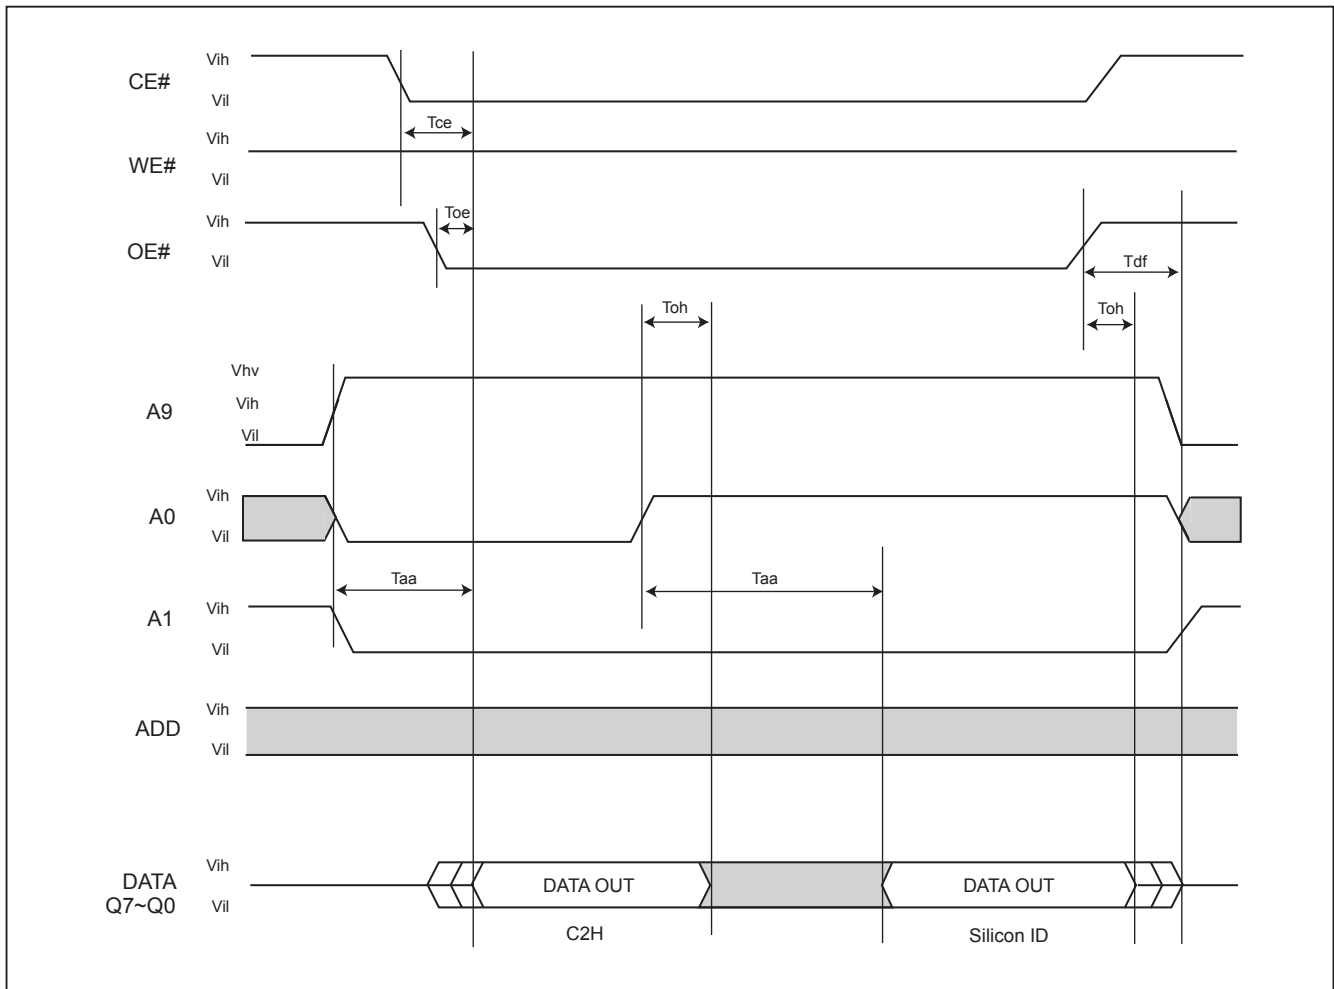 Vih
CE#
Vil
Tce
Vih
WE#
Vil
Vih
Toe
OE#
Vil
Tdf
Toh
Toh
Vhv
A9
Vih
Vil
Vih
A0
Vil
Taa
Taa
Vih
A1
Vil
Vih
ADD
Vil
Vih
DATA
Q7~Q0
Vil
DATA OUT
DATA OUT
C2H
Silicon ID